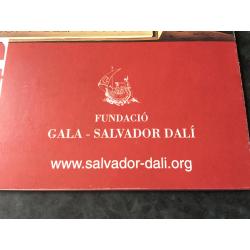 FUNDACIÓ
GALA - SALVADOR DALÍ
www.salvador-dali.org